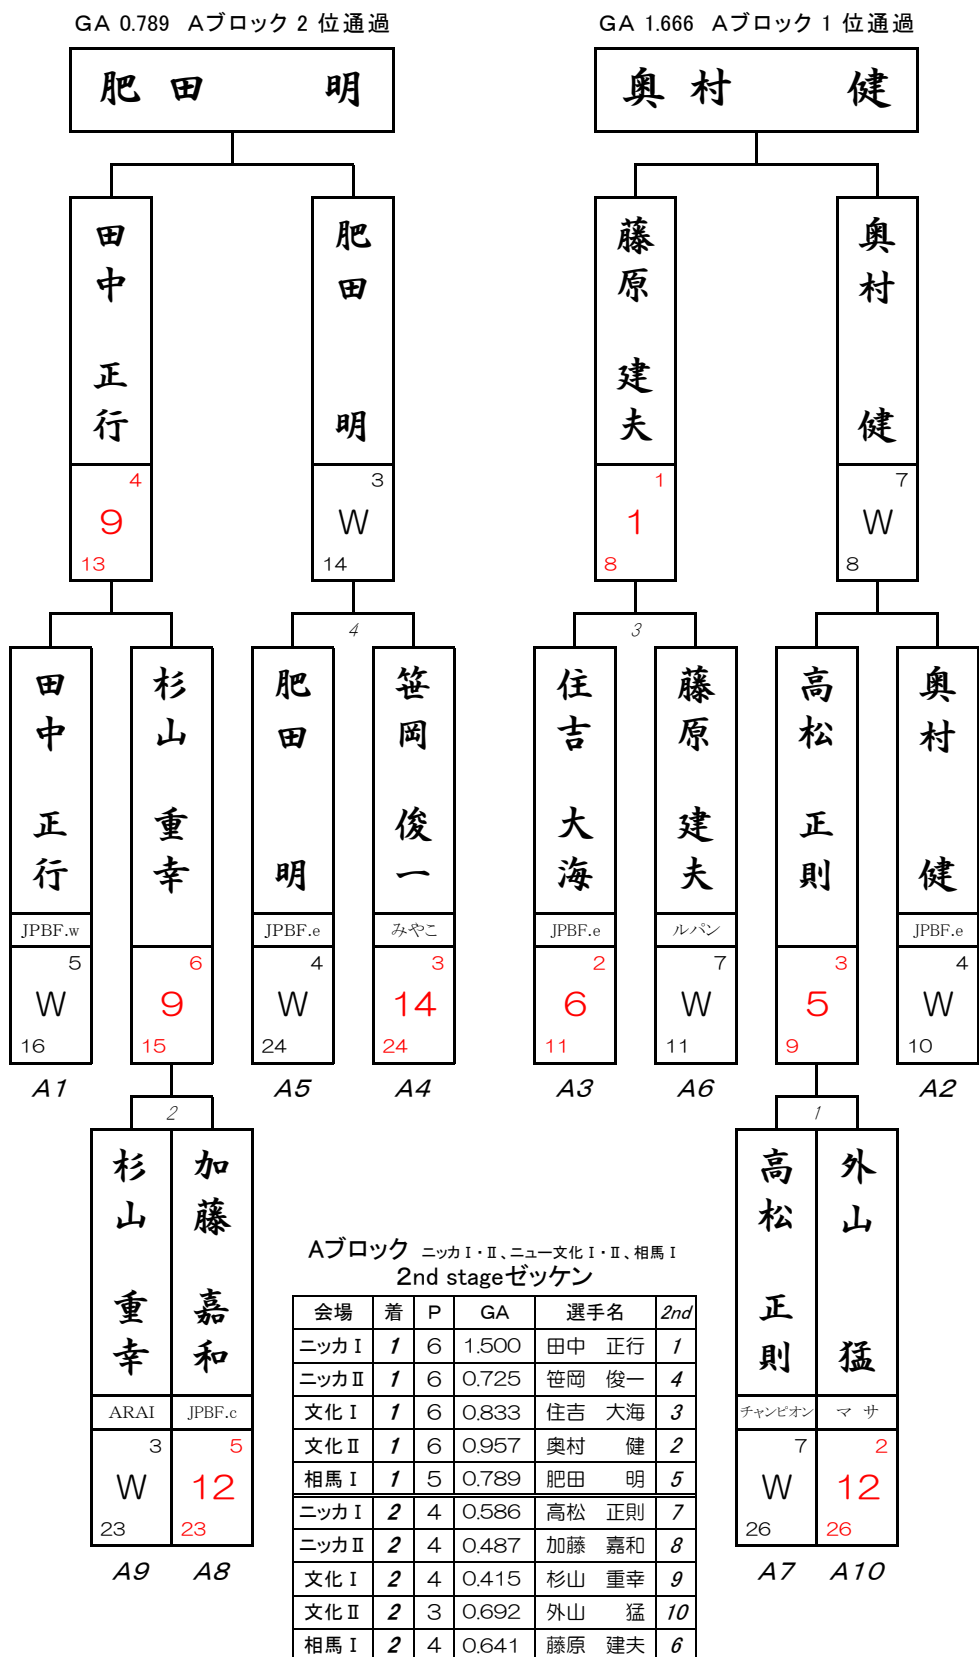 GA 0.789 Aブロック 2 位通過
GA 1.666 Aブロック 1 位通過
肥田 明
奥村 健
田中 正行
肥田 明
藤原 建夫
奥村 健
4
9
13
3
W
14
1
1
8
7
W
8
4
3
田中 正行
杉山 重幸
肥田 明
笹岡 俊一
住吉 大海
藤原 建夫
高松 正則
奥村 健
JPBF.w
JPBF.e
みやこ
JPBF.e
ルパン
JPBF.e
5
W
16
6
9
15
4
W
24
3
14
24
2
6
11
7
W
11
3
5
9
4
W
10
A1
A5
A4
A3
A6
A2
2
1
杉山 重幸
加藤 嘉和
高松 正則
外山 猛
ARAI
JPBF.c
チャンピオン
マサ
3
W
23
5
12
23
7
W
26
2
12
26
A9
A8
A7
A10
Aブロック ニッカⅠ・Ⅱ、ニュー文化Ⅰ・Ⅱ、相馬Ⅰ
2nd stageゼッケン
会場 着 P GA 選手名 2nd
ニッカⅠ 1 6 1.500 田中 正行 1
ニッカⅡ 1 6 0.725 笹岡 俊一 4
文化Ⅰ 1 6 0.833 住吉 大海 3
文化Ⅱ 1 6 0.957 奥村 健 2
相馬Ⅰ 1 5 0.789 肥田 明 5
ニッカⅠ 2 4 0.586 高松 正則 7
ニッカⅡ 2 4 0.487 加藤 嘉和 8
文化Ⅰ 2 4 0.415 杉山 重幸 9
文化Ⅱ 2 3 0.692 外山 猛 10
相馬Ⅰ 2 4 0.641 藤原 建夫 6